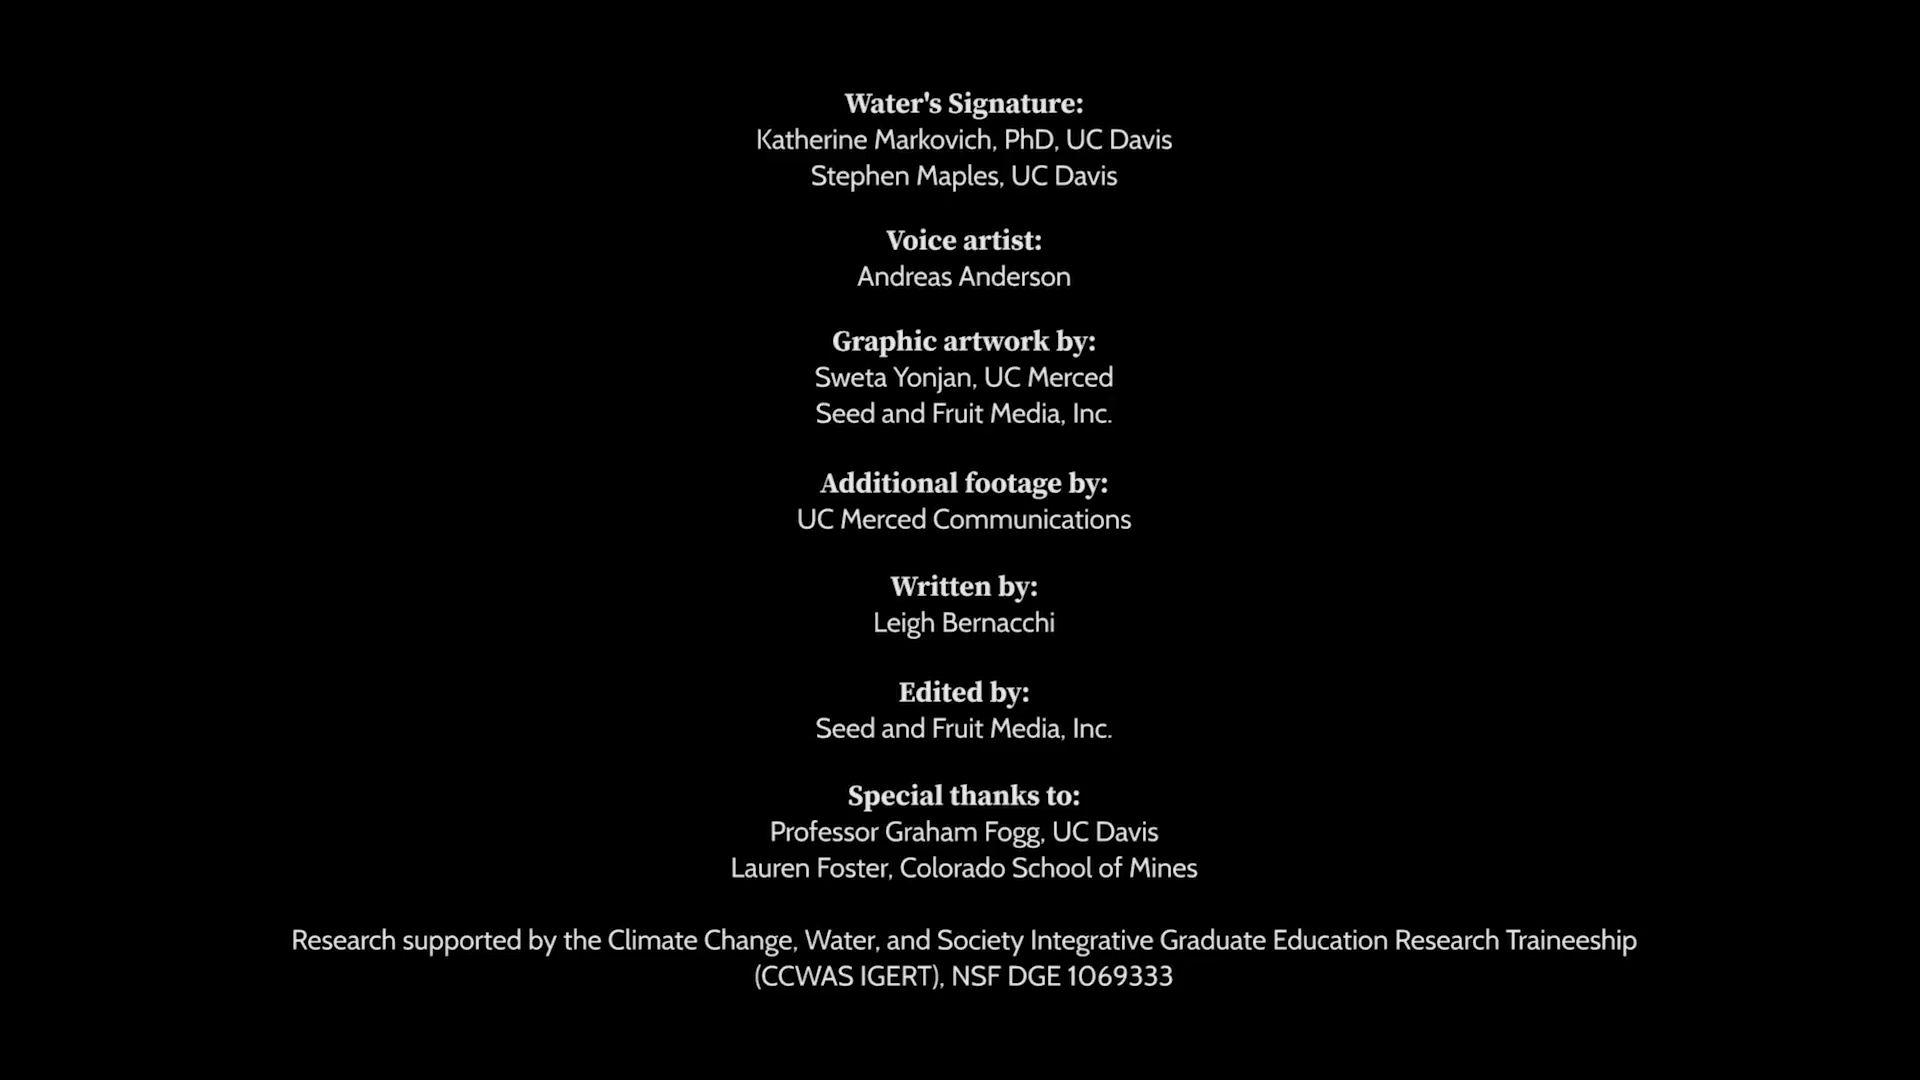 Water's Signature:
Katherine Markovich, PhD, UC Davis
Stephen Maples, UC Davis
Voice artist:
Andreas Anderson
Graphic artwork by:
Sweta Yonjan, UC Merced
Seed and Fruit Media, Inc.
Additional footage by:
UC Merced Communications
Written by:
Leigh Bernacchi
Edited by:
Seed and Fruit Media, Inc.
Special thanks to:
Professor Graham Fogg, UC Davis
Lauren Foster, Colorado School of Mines
Research supported by the Climate Change, Water, and Society Integrative Graduate Education Research Traineeship
(CCWAS IGERT), NSF DGE 1069333